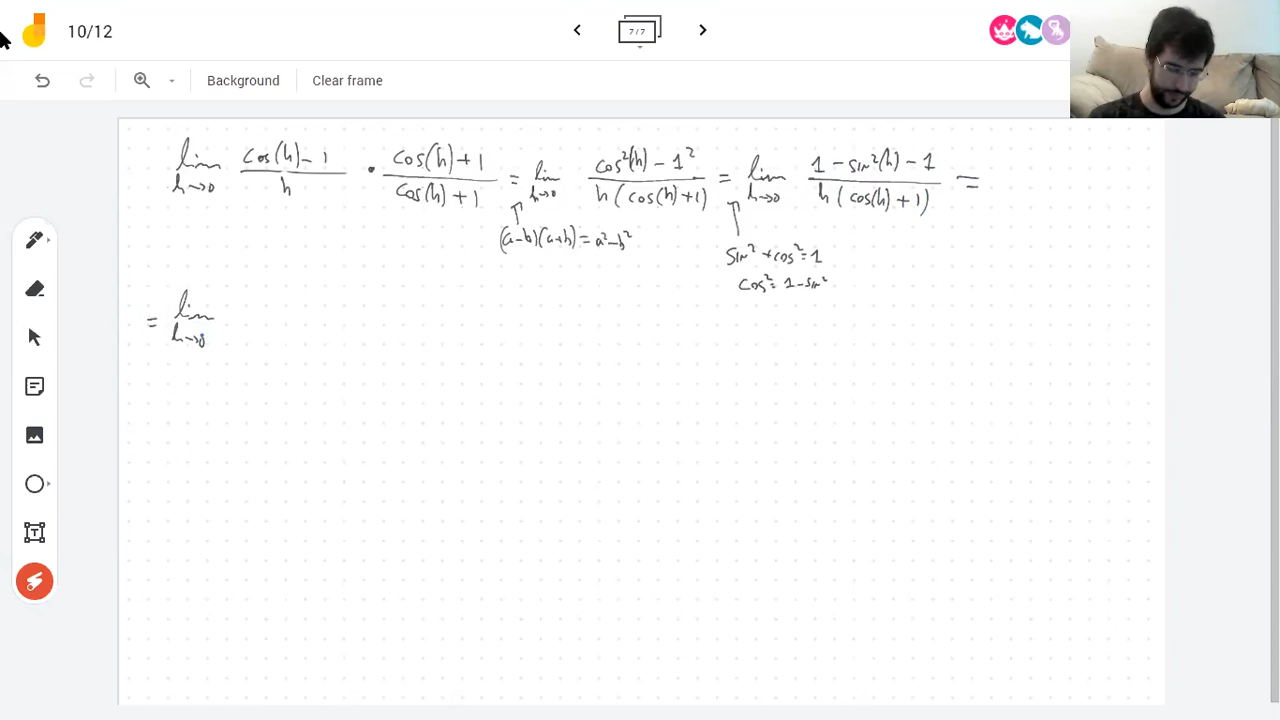 10/12
7/7
Background
Clear frame
lim h→0 cos(h)-1 / h · cos(h)+1 / cos(h)+1 = lim h→0 cos²(h) - 1² / h(cos(h)+1) = lim h→0 1 - sin²(h) - 1 / h(cos(h)+1) =
(a-b)(a+b) = a²-b²
sin² + cos² = 1
cos² = 1 - sin²
= lim h→0